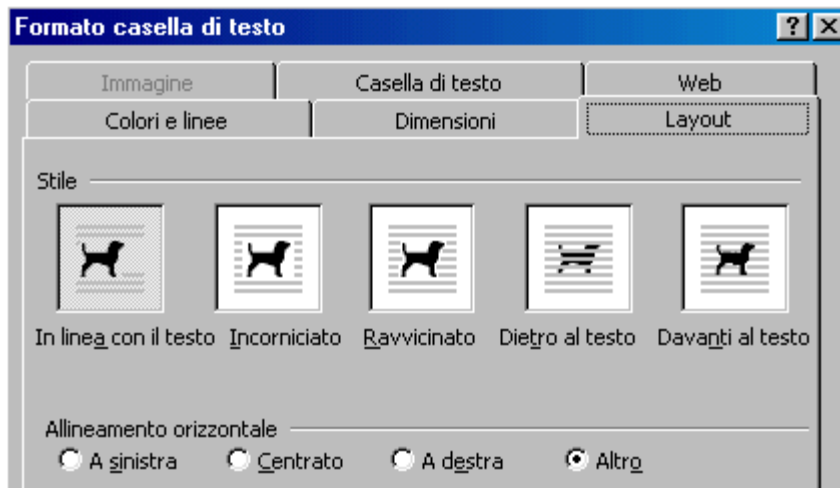 Formato casella di testo
Immagine Casella di testo Web
Colori e linee Dimensioni Layout
Stile
In linea con il testo Incorniciato Ravvicinato Dietro al testo Davanti al testo
Allineamento orizzontale
A sinistra Centrato A destra Altro